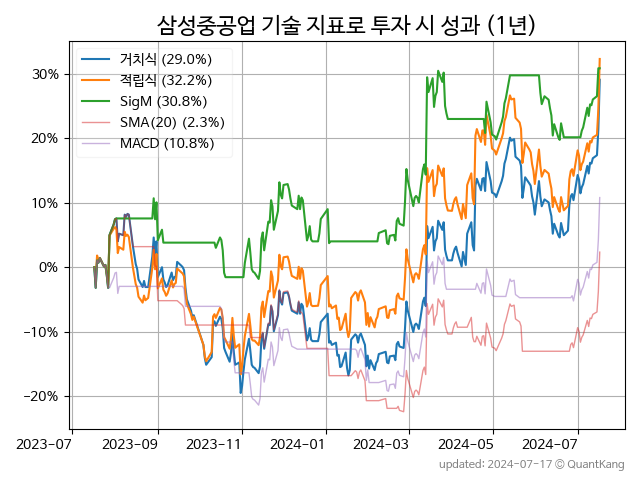 삼성중공업 기술 지표로 투자 시 성과 (1년)
거치식 (29.0%)
적립식 (32.2%)
SigM (30.8%)
SMA(20) (2.3%)
MACD (10.8%)
30%
20%
10%
0%
−10%
−20%
2023-07 2023-09 2023-11 2024-01 2024-03 2024-05 2024-07
updated: 2024-07-17 © QuantKang